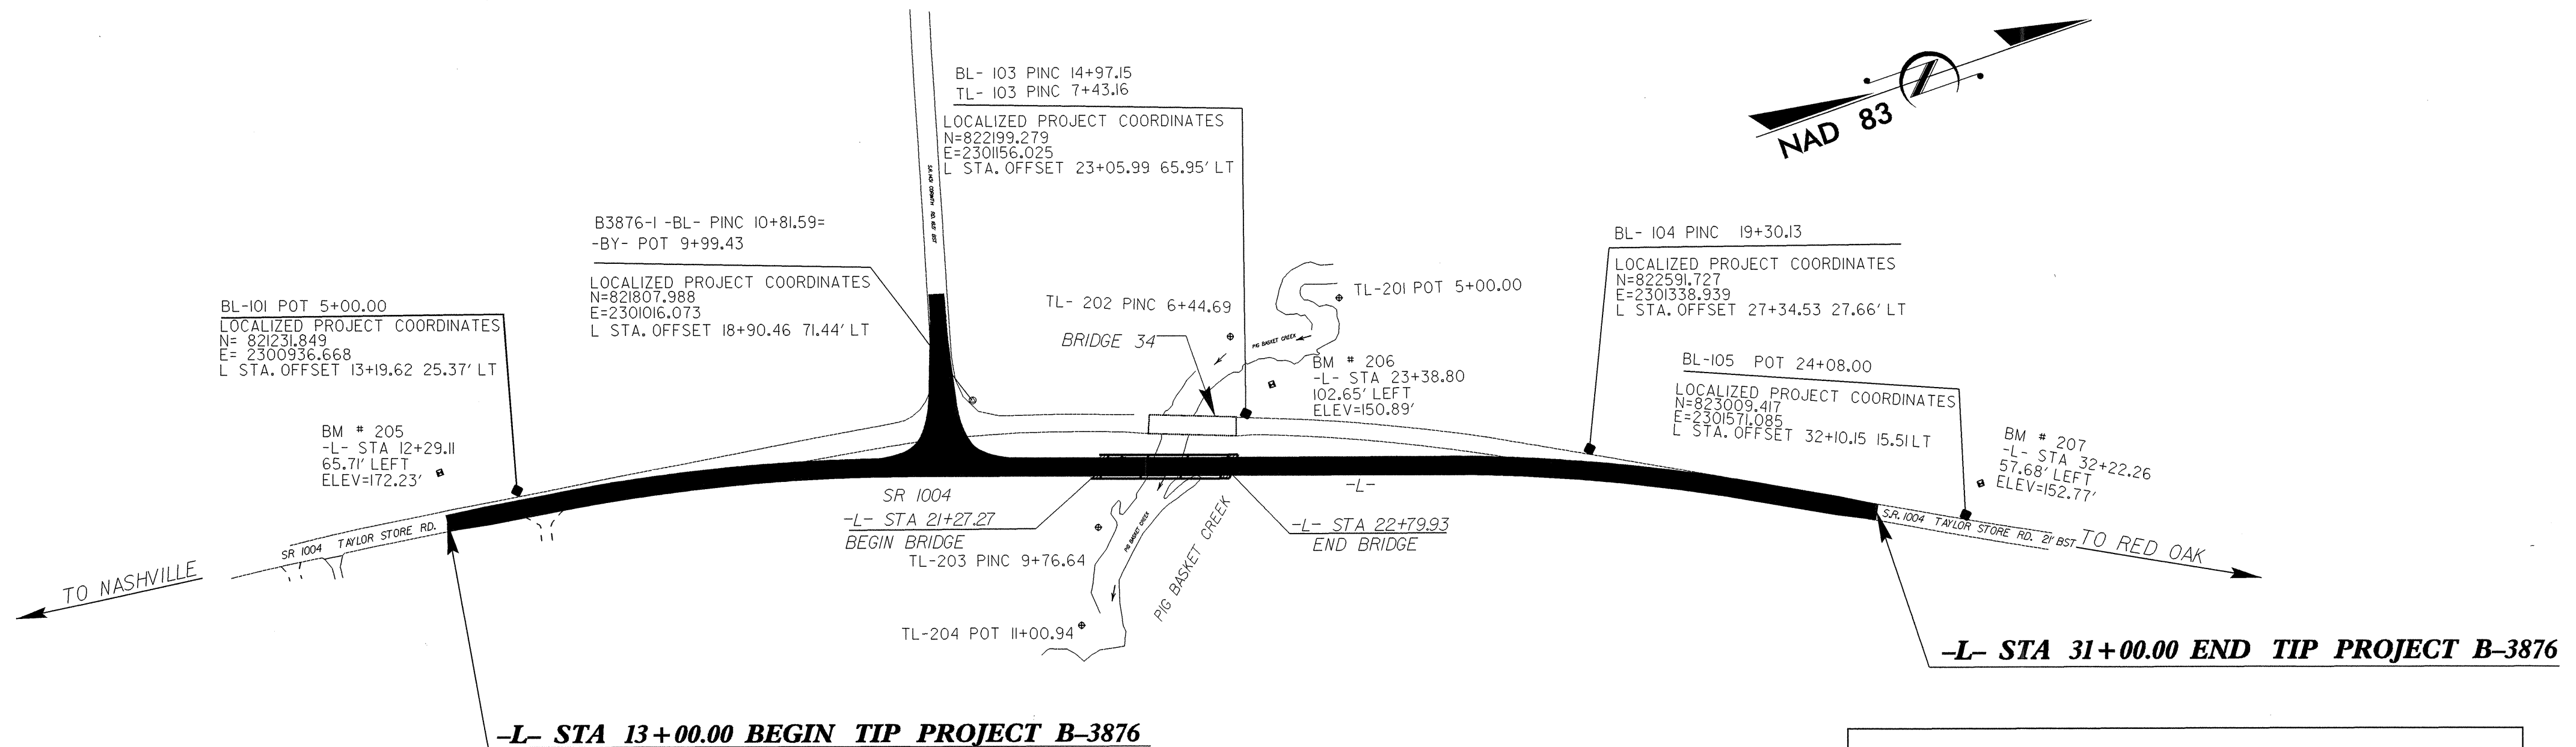 BL- 103 PINC 14+97.15
TL- 103 PINC 7+43.16
LOCALIZED PROJECT COORDINATES
N=822199.279
E=2301156.025
L STA. OFFSET 23+05.99 65.95' LT
NAD 83
B3876-1 -BL- PINC 10+81.59=
-BY- POT 9+99.43
LOCALIZED PROJECT COORDINATES
N=821807.988
E=2301016.073
L STA. OFFSET 18+90.46 71.44' LT
BL- 104 PINC 19+30.13
LOCALIZED PROJECT COORDINATES
N=822591.727
E=2301338.939
L STA. OFFSET 27+34.53 27.66' LT
BL-101 POT 5+00.00
LOCALIZED PROJECT COORDINATES
N= 821231.849
E= 2300936.668
L STA. OFFSET 13+19.62 25.37' LT
TL-201 POT 5+00.00
TL- 202 PINC 6+44.69
BRIDGE 34
PIG BASKET CREEK
BM # 206
-L- STA 23+38.80
102.65' LEFT
ELEV=150.89'
BL-105 POT 24+08.00
LOCALIZED PROJECT COORDINATES
N=823009.417
E=2301571.085
L STA. OFFSET 32+10.15 15.51 LT
BM # 205
-L- STA 12+29.11
65.71' LEFT
ELEV=172.23'
BM # 207
-L- STA 32+22.26
57.68' LEFT
ELEV=152.77'
SR 1004
-L-
-L- STA 21+27.27
BEGIN BRIDGE
-L- STA 22+79.93
END BRIDGE
SR 1004 TAYLOR STORE RD.
S.R. 1004 TAYLOR STORE RD. 21' BST
TO NASHVILLE
TO RED OAK
TL-203 PINC 9+76.64
PIG BASKET CREEK
PIG BASKET CREEK
TL-204 POT 11+00.94
-L- STA 31+00.00 END TIP PROJECT B-3876
-L- STA 13+00.00 BEGIN TIP PROJECT B-3876